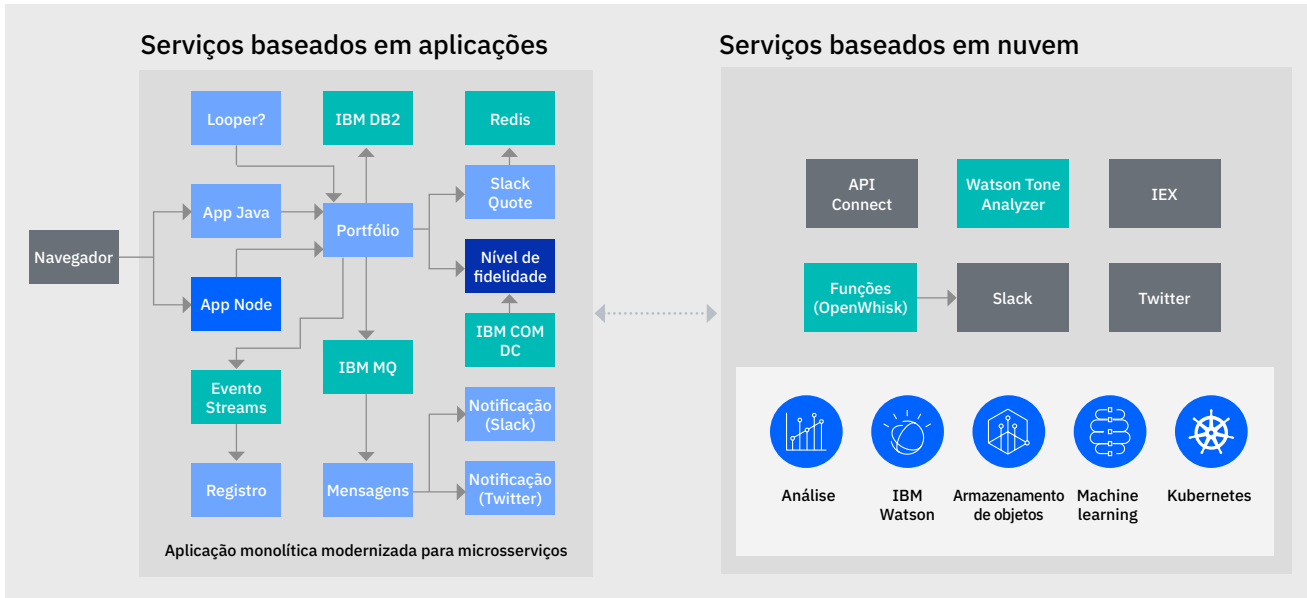 Serviços baseados em aplicações
Serviços baseados em nuvem
Looper?
IBM DB2
Redis
App Java
Portfólio
Slack
Quote
Navegador
App Node
Nível de
fidelidade
IBM COM
DC
IBM MQ
Evento
Streams
Notificação
(Slack)
Registro
Mensagens
Notificação
(Twitter)
Aplicação monolítica modernizada para microsserviços
API
Connect
Watson Tone
Analyzer
IEX
Funções
(OpenWhisk)
Slack
Twitter
Análise
IBM
Watson
Armazenamento
de objetos
Machine
learning
Kubernetes